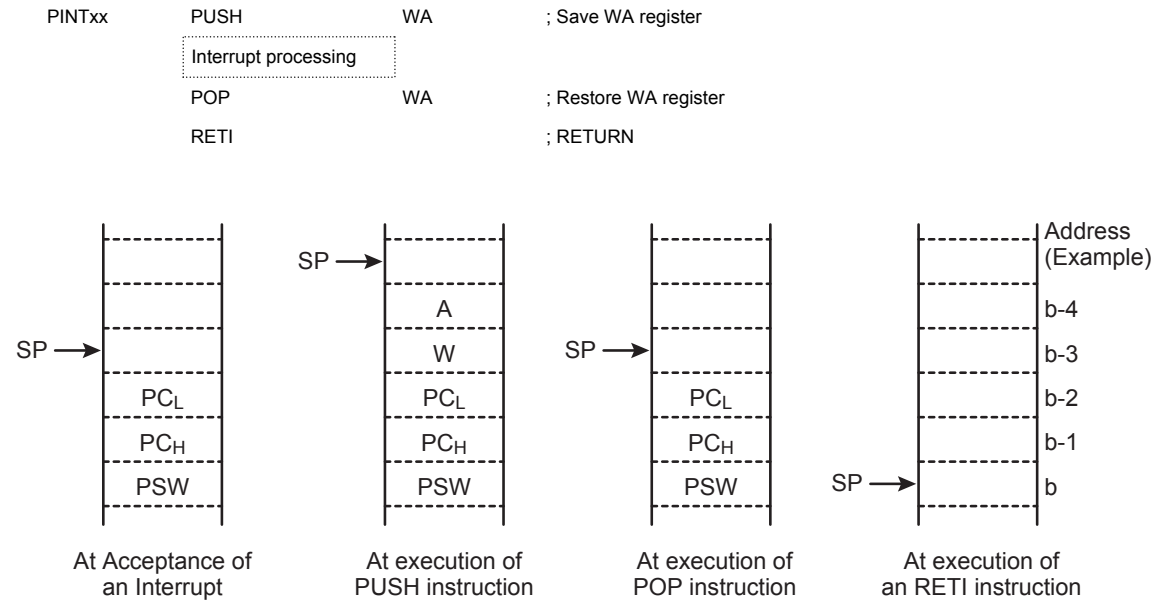 PINTxx PUSH WA ; Save WA register
Interrupt processing
POP WA ; Restore WA register
RETI ; RETURN
Address
(Example)
SP
A b-4
SP W SP b-3
PCL PCL PCL b-2
PCH PCH PCH b-1
PSW PSW PSW SP b
At Acceptance of
an Interrupt
At execution of
PUSH instruction
At execution of
POP instruction
At execution of
an RETI instruction